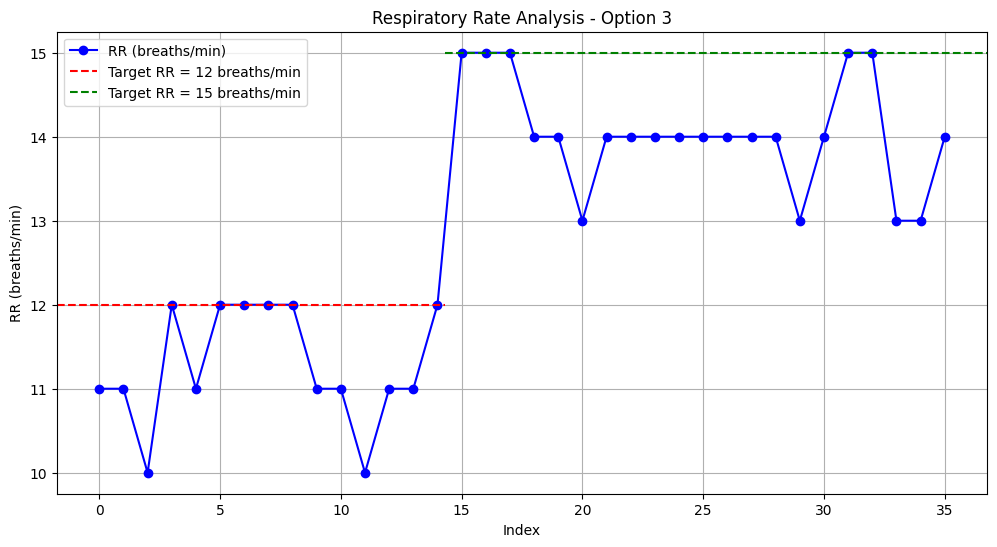 Respiratory Rate Analysis - Option 3
RR (breaths/min)
Target RR = 12 breaths/min
Target RR = 15 breaths/min
RR (breaths/min)
15
14
13
12
11
10
0 5 10 15 20 25 30 35
Index